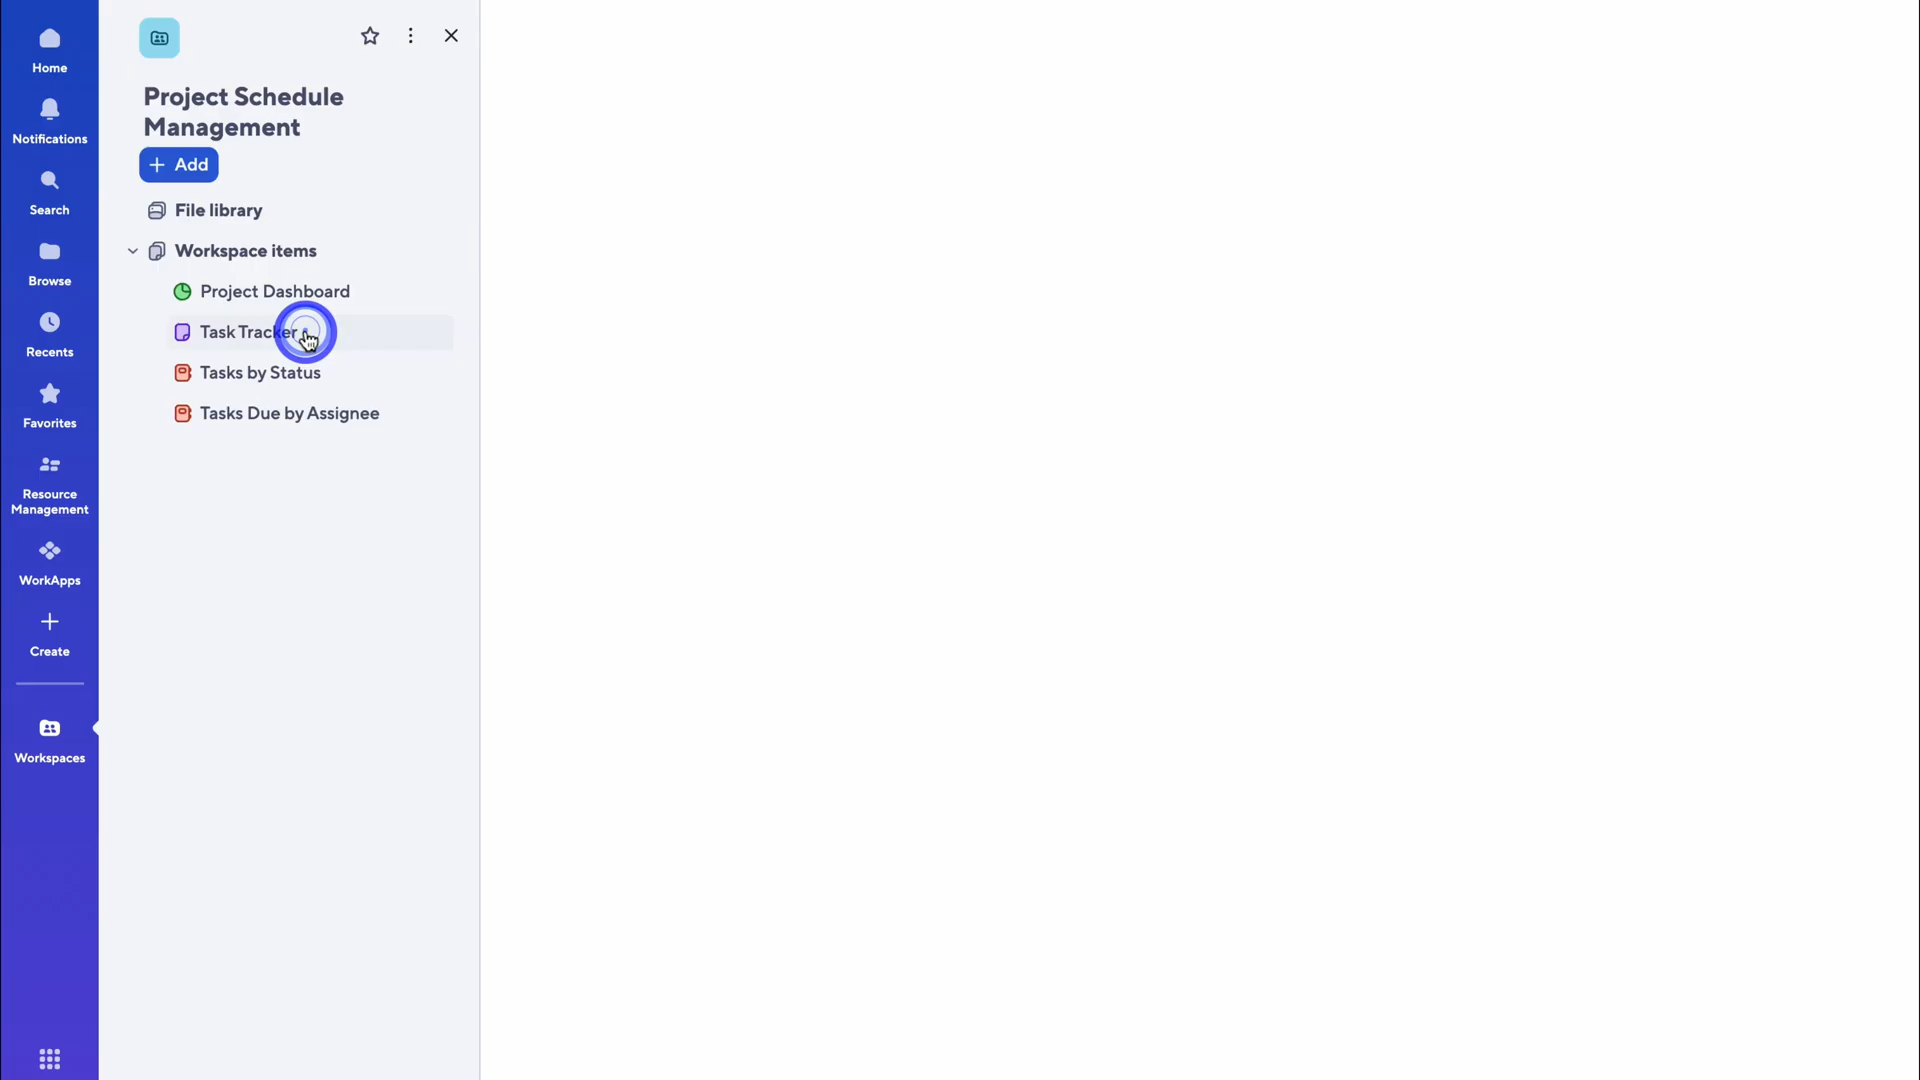 Home
Notifications
Search
Browse
Recents
Favorites
Resource
Management
WorkApps
Create
Workspaces
Project Schedule
Management
Add
File library
Workspace items
Project Dashboard
Task Tracker
Tasks by Status
Tasks Due by Assignee